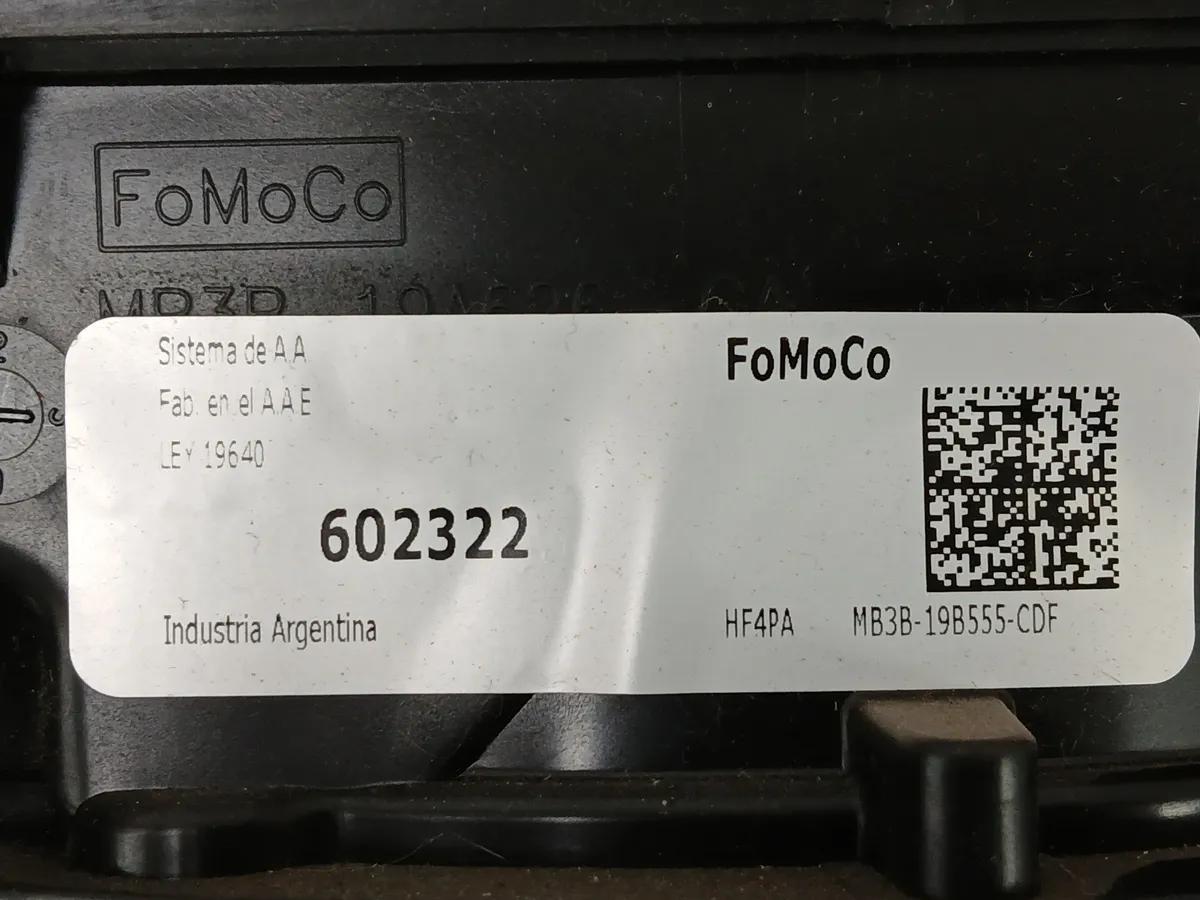 FoMoCo
Sistema de A.A
Fab. en el A.A.E
LEY 19640
602322
Industria Argentina
FoMoCo
HF4PA MB3B-19B555-CDF